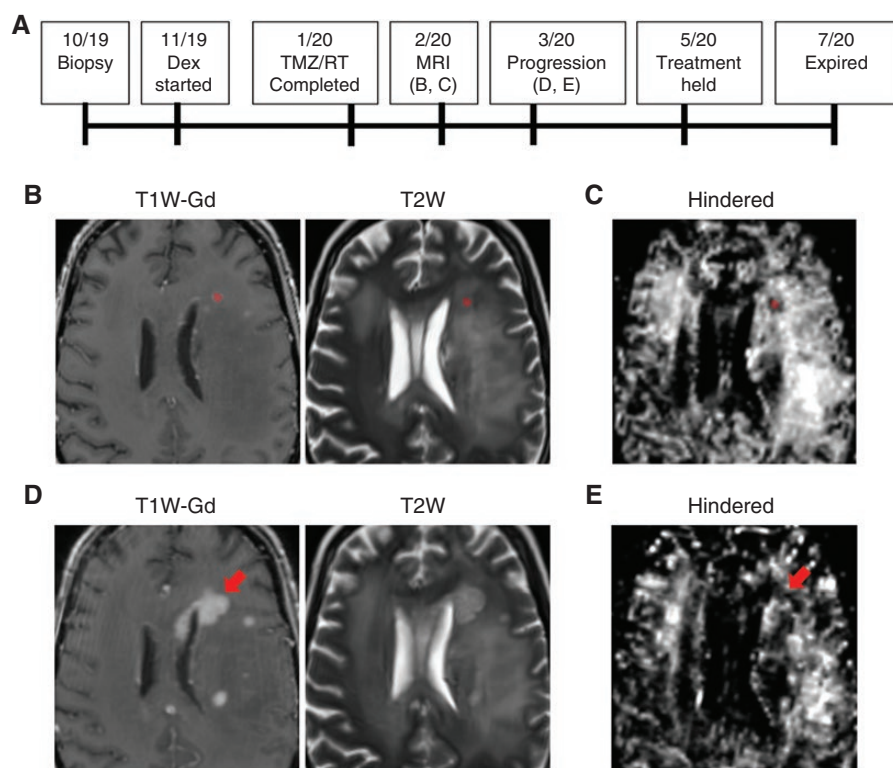 A
10/19
Biopsy
11/19
Dex
started
1/20
TMZ/RT
Completed
2/20
MRI
(B, C)
3/20
Progression
(D, E)
5/20
Treatment
held
7/20
Expired
B
T1W-Gd
T2W
C
Hindered
D
T1W-Gd
T2W
E
Hindered